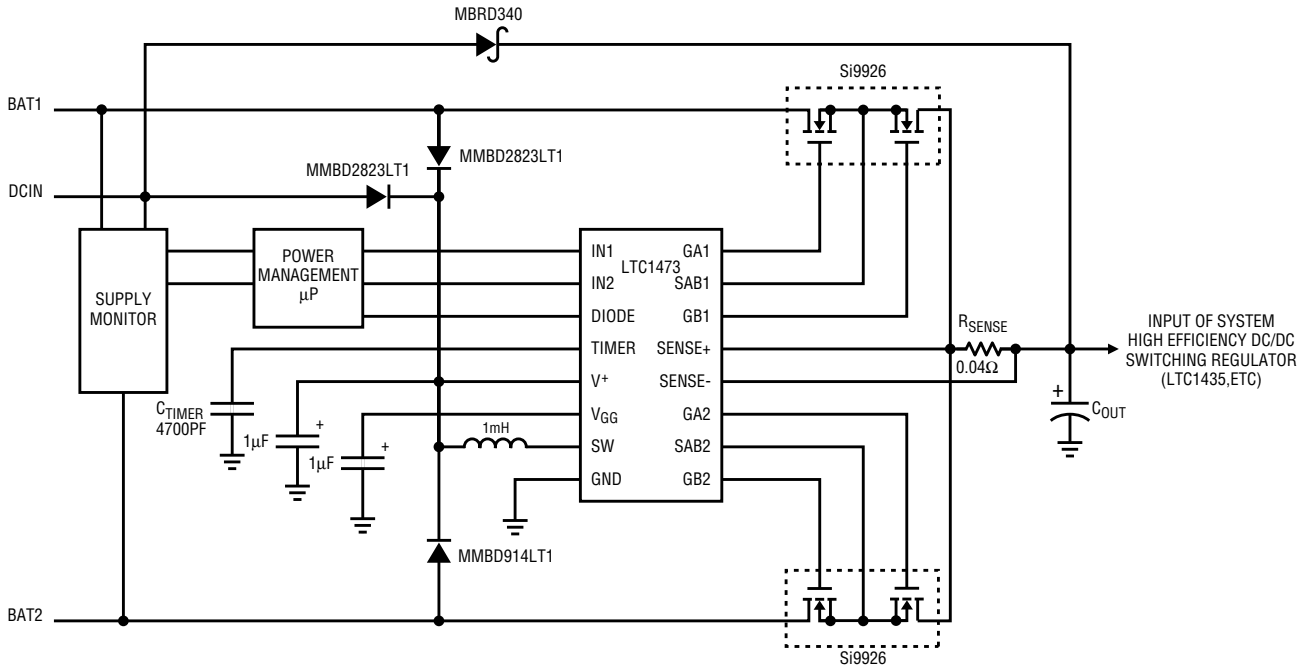 MBRD340
Si9926
BAT1
MMBD2823LT1
MMBD2823LT1
DCIN
SUPPLY
MONITOR
POWER
MANAGEMENT
µP
LTC1473
IN1
IN2
DIODE
TIMER
V+
VGG
SW
GND
GA1
SAB1
GB1
SENSE+
SENSE-
GA2
SAB2
GB2
RSENSE
0.04Ω
INPUT OF SYSTEM
HIGH EFFICIENCY DC/DC
SWITCHING REGULATOR
(LTC1435,ETC)
+
COUT
CTIMER
4700PF
1µF
+
1µF
+
1mH
MMBD914LT1
BAT2
Si9926